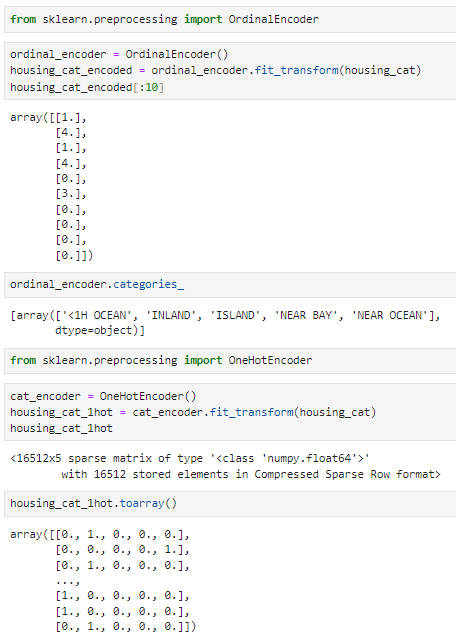 from sklearn.preprocessing import OrdinalEncoder
ordinal_encoder = OrdinalEncoder()
housing_cat_encoded = ordinal_encoder.fit_transform(housing_cat)
housing_cat_encoded[:10]
array([[1.],
       [4.],
       [1.],
       [4.],
       [0.],
       [3.],
       [0.],
       [0.],
       [0.],
       [0.]])
ordinal_encoder.categories_
[array(['<1H OCEAN', 'INLAND', 'ISLAND', 'NEAR BAY', 'NEAR OCEAN'],
       dtype=object)]
from sklearn.preprocessing import OneHotEncoder
cat_encoder = OneHotEncoder()
housing_cat_1hot = cat_encoder.fit_transform(housing_cat)
housing_cat_1hot
<16512x5 sparse matrix of type '<class 'numpy.float64'>'
        with 16512 stored elements in Compressed Sparse Row format>
housing_cat_1hot.toarray()
array([[0., 1., 0., 0., 0.],
       [0., 0., 0., 0., 1.],
       [0., 1., 0., 0., 0.],
       ...,
       [1., 0., 0., 0., 0.],
       [1., 0., 0., 0., 0.],
       [0., 1., 0., 0., 0.]])